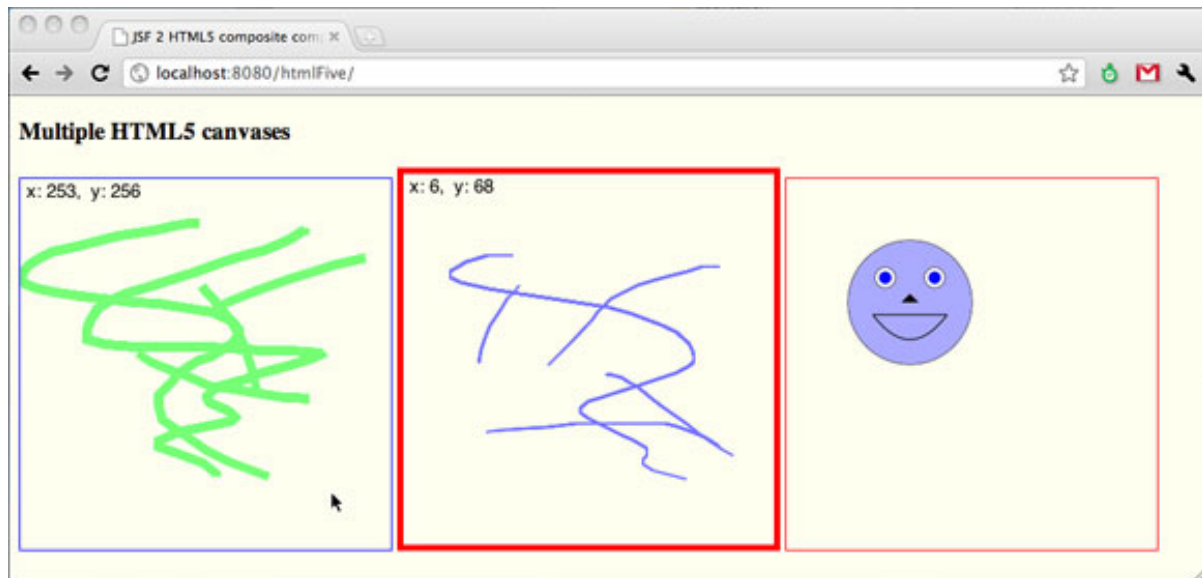 JSF 2 HTML5 composite com
localhost:8080/htmlFive/
Multiple HTML5 canvases
x: 253, y: 256
x: 6, y: 68